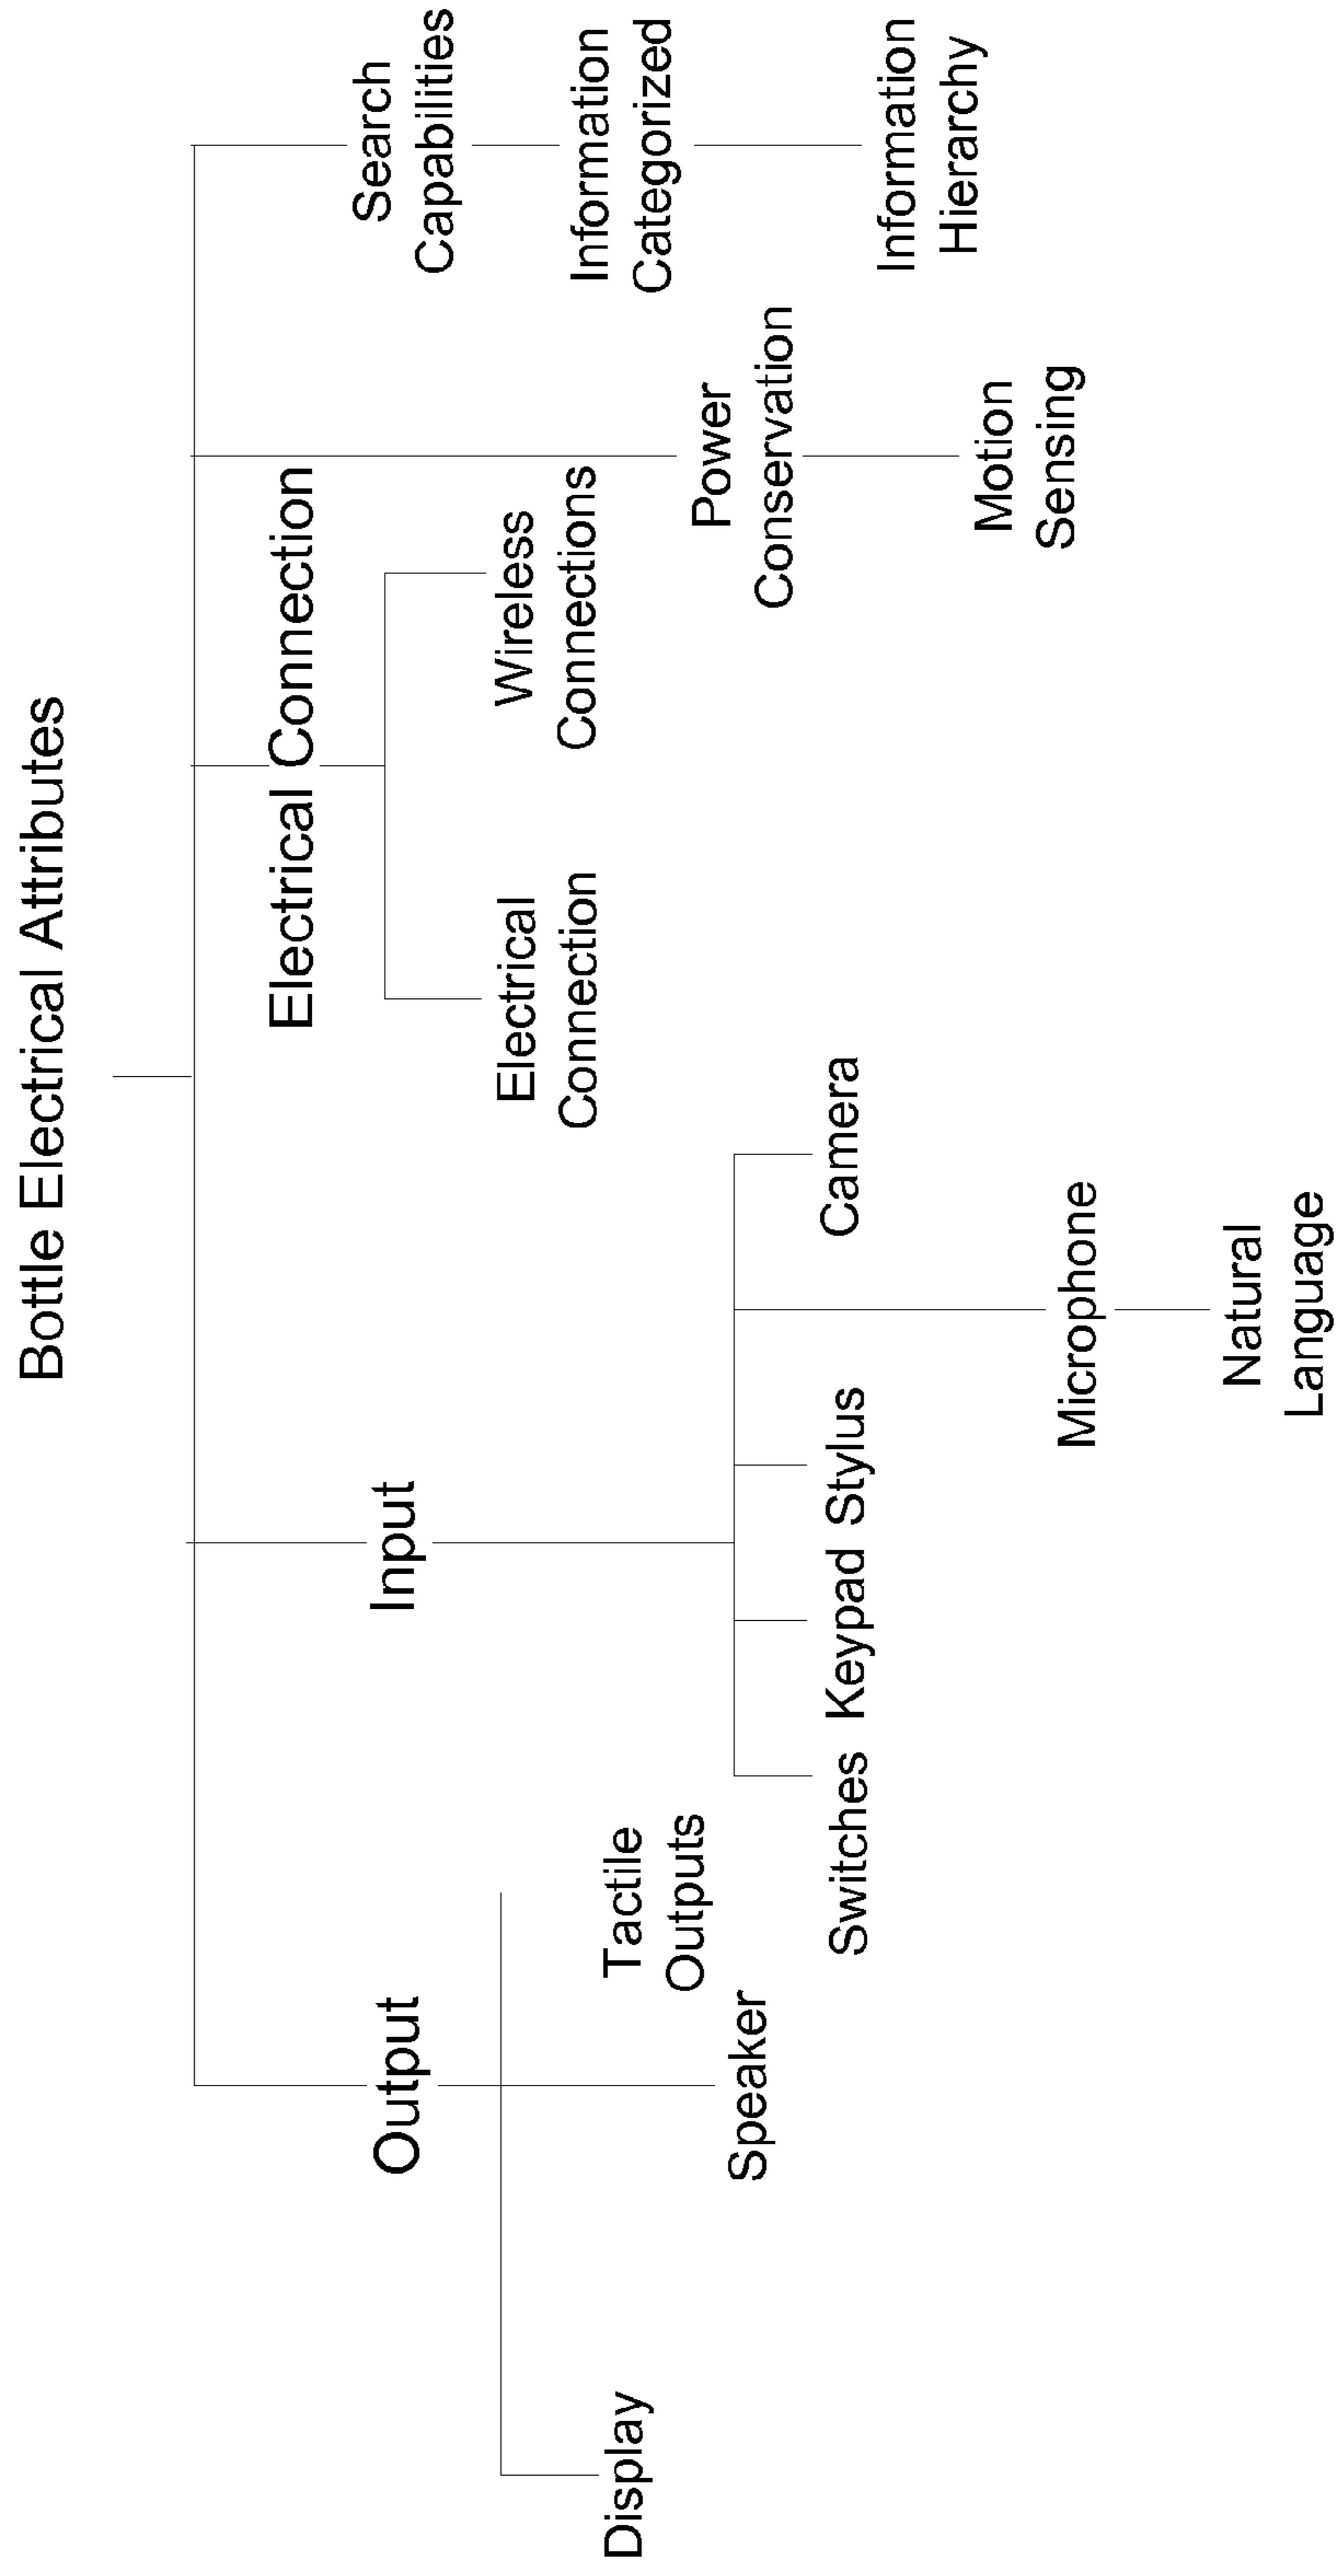 Bottle Electrical Attributes
Output
Display
Speaker
Tactile
Outputs
Input
Switches
Keypad
Stylus
Microphone
Natural
Language
Camera
Electrical Connection
Electrical
Connection
Wireless
Connections
Power
Conservation
Motion
Sensing
Search
Capabilities
Information
Categorized
Information
Hierarchy